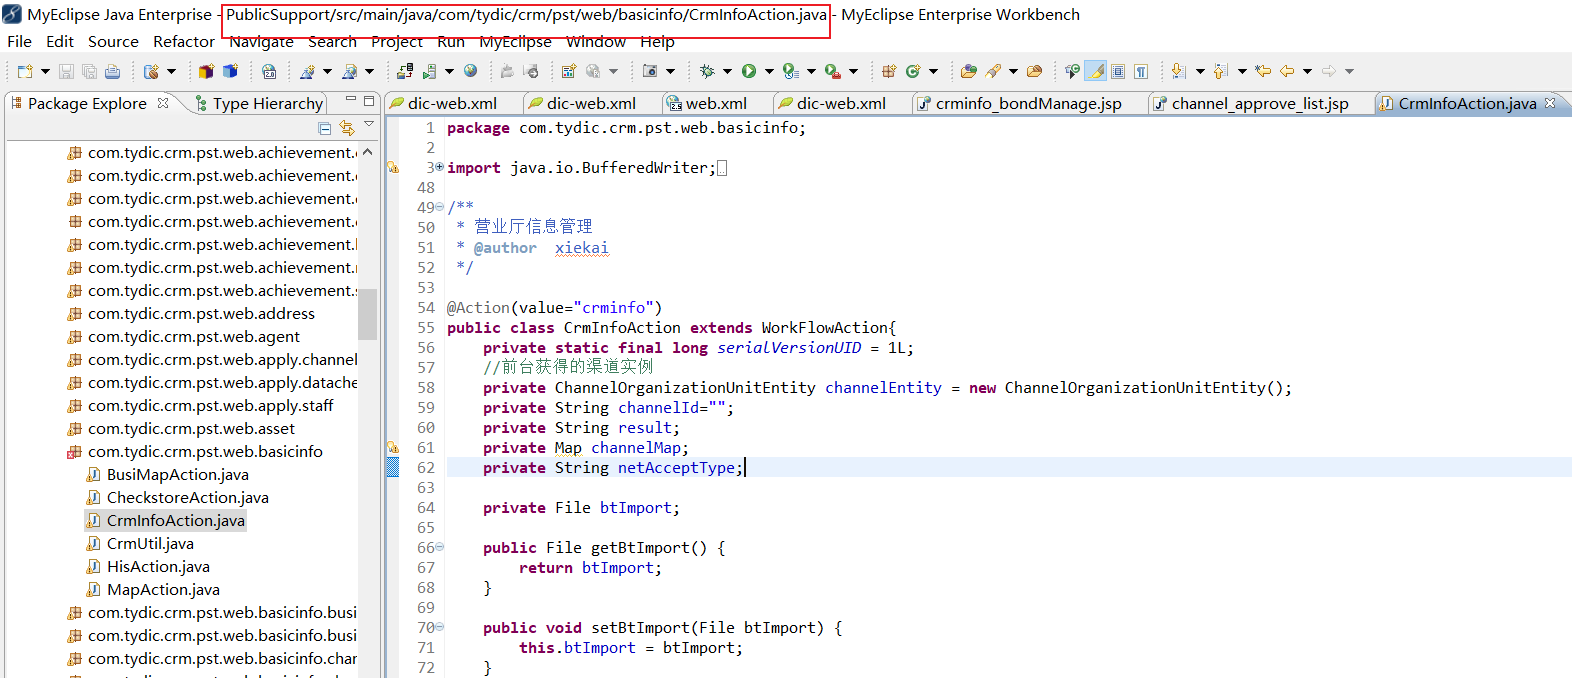 MyEclipse Java Enterprise - PublicSupport/src/main/java/com/tydic/crm/pst/web/basicinfo/CrmInfoAction.java - MyEclipse Enterprise Workbench
File Edit Source Refactor Navigate Search Project Run MyEclipse Window Help
Package Explorer Type Hierarchy
com.tydic.crm.pst.web.achievement.
com.tydic.crm.pst.web.achievement.
com.tydic.crm.pst.web.achievement.
com.tydic.crm.pst.web.achievement.
com.tydic.crm.pst.web.achievement.
com.tydic.crm.pst.web.achievement.
com.tydic.crm.pst.web.achievement.
com.tydic.crm.pst.web.address
com.tydic.crm.pst.web.agent
com.tydic.crm.pst.web.apply.channel
com.tydic.crm.pst.web.apply.datache
com.tydic.crm.pst.web.apply.staff
com.tydic.crm.pst.web.asset
com.tydic.crm.pst.web.basicinfo
BusiMapAction.java
CheckstoreAction.java
CrmInfoAction.java
CrmUtil.java
HisAction.java
MapAction.java
com.tydic.crm.pst.web.basicinfo.busi
com.tydic.crm.pst.web.basicinfo.busi
com.tydic.crm.pst.web.basicinfo.char
dic-web.xml dic-web.xml web.xml dic-web.xml crminfo_bondManage.jsp channel_approve_list.jsp CrmInfoAction.java
1 package com.tydic.crm.pst.web.basicinfo;
2
3 import java.io.BufferedWriter;
48
49 /**
50 * 营业厅信息管理
51 * @author xiekai
52 */
53
54 @Action(value="crminfo")
55 public class CrmInfoAction extends WorkFlowAction{
56 private static final long serialVersionUID = 1L;
57 //前台获得的渠道实例
58 private ChannelOrganizationUnitEntity channelEntity = new ChannelOrganizationUnitEntity();
59 private String channelId="";
60 private String result;
61 private Map channelMap;
62 private String netAcceptType;
63
64 private File btImport;
65
66 public File getBtImport() {
67 return btImport;
68 }
69
70 public void setBtImport(File btImport) {
71 this.btImport = btImport;
72 }